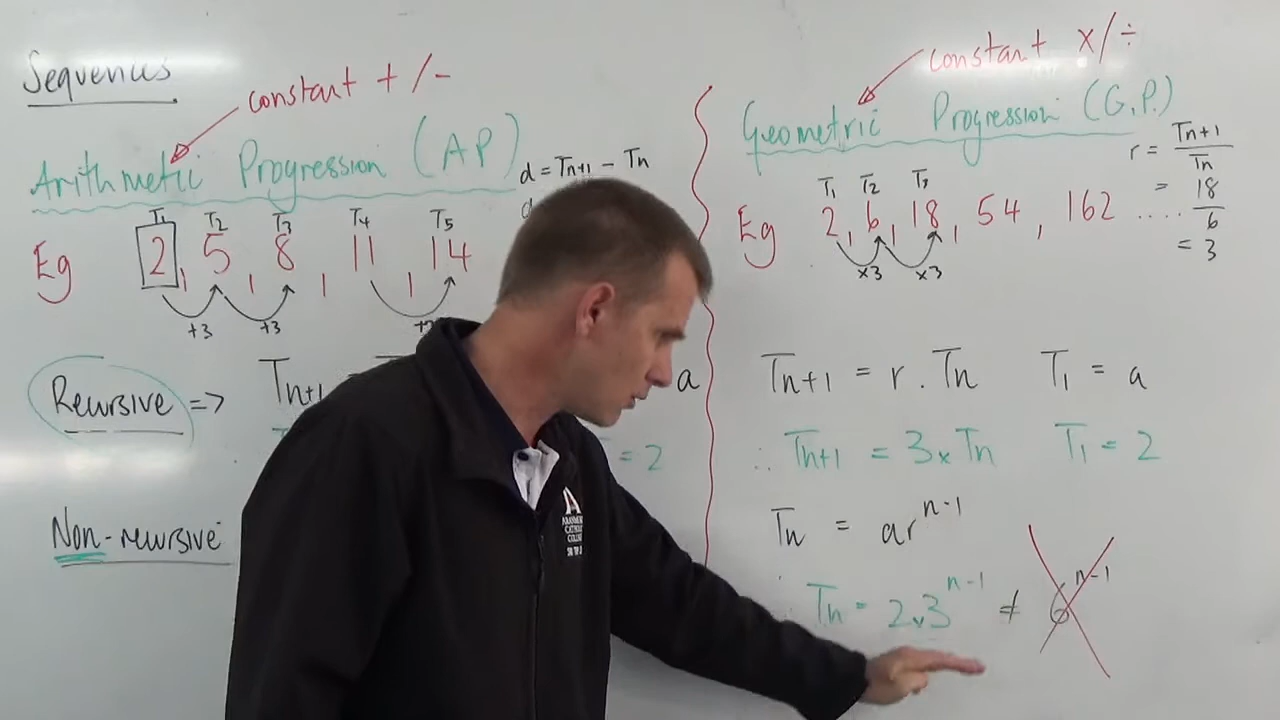 Sequences
constant + / -
Arithmetic Progression (AP)
d = Tn+1 - Tn
T1 T2 T3 T4 T5
Eg 2, 5, 8, 11, 14
+3 +3
Recursive => Tn+1 a
= 2
Non-recursive
constant x/÷
Geometric Progression (G.P.)
r = Tn+1 / Tn
= 18 / 6
= 3
T1 T2 T3
Eg 2, 6, 18, 54, 162 ....
x3 x3
Tn+1 = r . Tn T1 = a
∴ Tn+1 = 3 x Tn T1 = 2
Tn = ar^n-1
∴ Tn = 2x3^n-1 ≠ 6^n-1